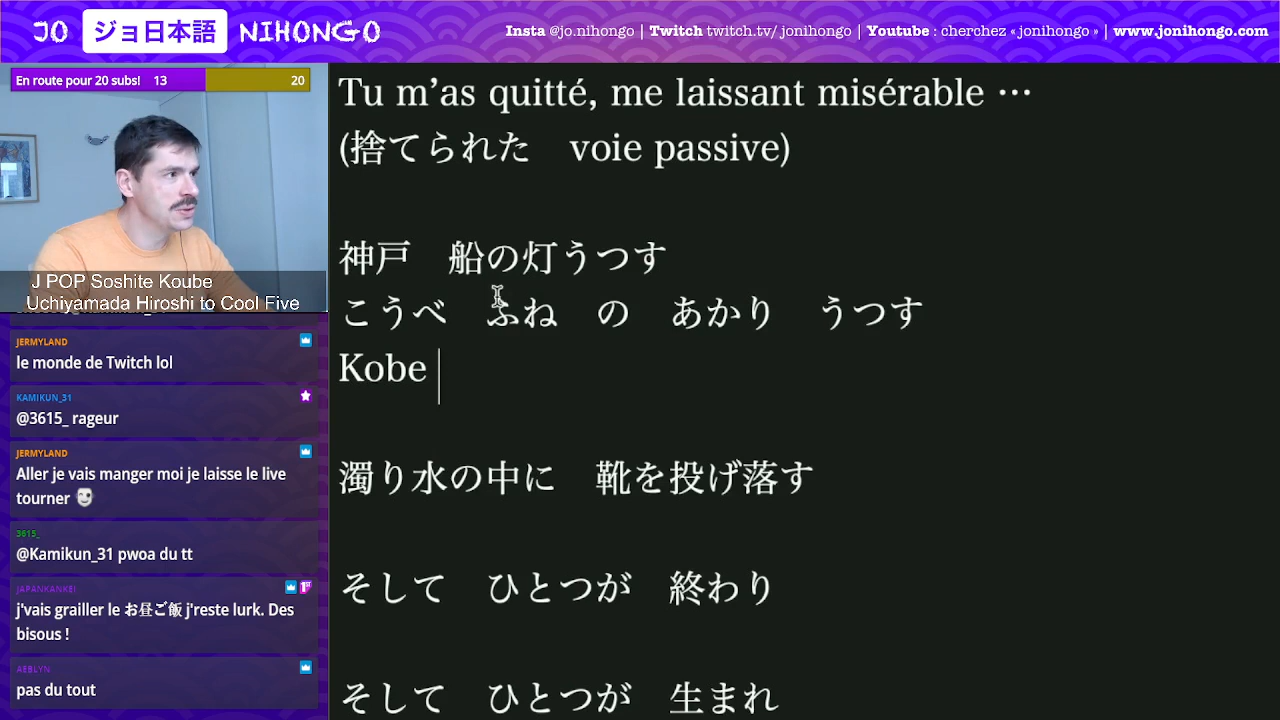 JO ジョ日本語 NIHONGO
Insta @jo.nihongo | Twitch twitch.tv/ jonihongo | Youtube : cherchez « jonihongo » | www.jonihongo.com
En route pour 20 subs! 13 20
J POP Soshite Koube
Uchiyamada Hiroshi to Cool Five
JERMYLAND
le monde de Twitch lol
KAMIKUN_31
@3615_ rageur
JERMYLAND
Aller je vais manger moi je laisse le live
tourner
3615_
@Kamikun_31 pwoa du tt
JAPANKANKEI
j'vais grailler le お昼ご飯 j'reste lurk. Des
bisous !
AEBLYN
pas du tout
Tu m’as quitté, me laissant misérable …
(捨てられた　voie passive)
神戸　船の灯うつす
こうべ　ふね　の　あかり　うつす
Kobe
濁り水の中に　靴を投げ落す
そして　ひとつが　終わり
そして　ひとつが　生まれ